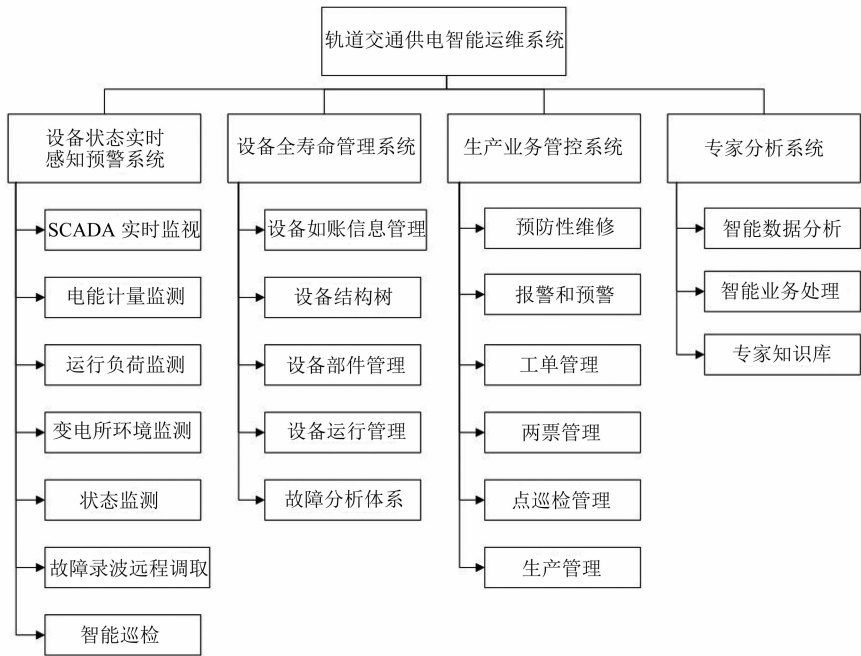 轨道交通供电智能运维系统
设备状态实时
感知预警系统
设备全寿命管理系统
生产业务管控系统
专家分析系统
SCADA 实时监视
电能计量监测
运行负荷监测
变电所环境监测
状态监测
故障录波远程调取
智能巡检
设备如账信息管理
设备结构树
设备部件管理
设备运行管理
故障分析体系
预防性维修
报警和预警
工单管理
两票管理
点巡检管理
生产管理
智能数据分析
智能业务处理
专家知识库